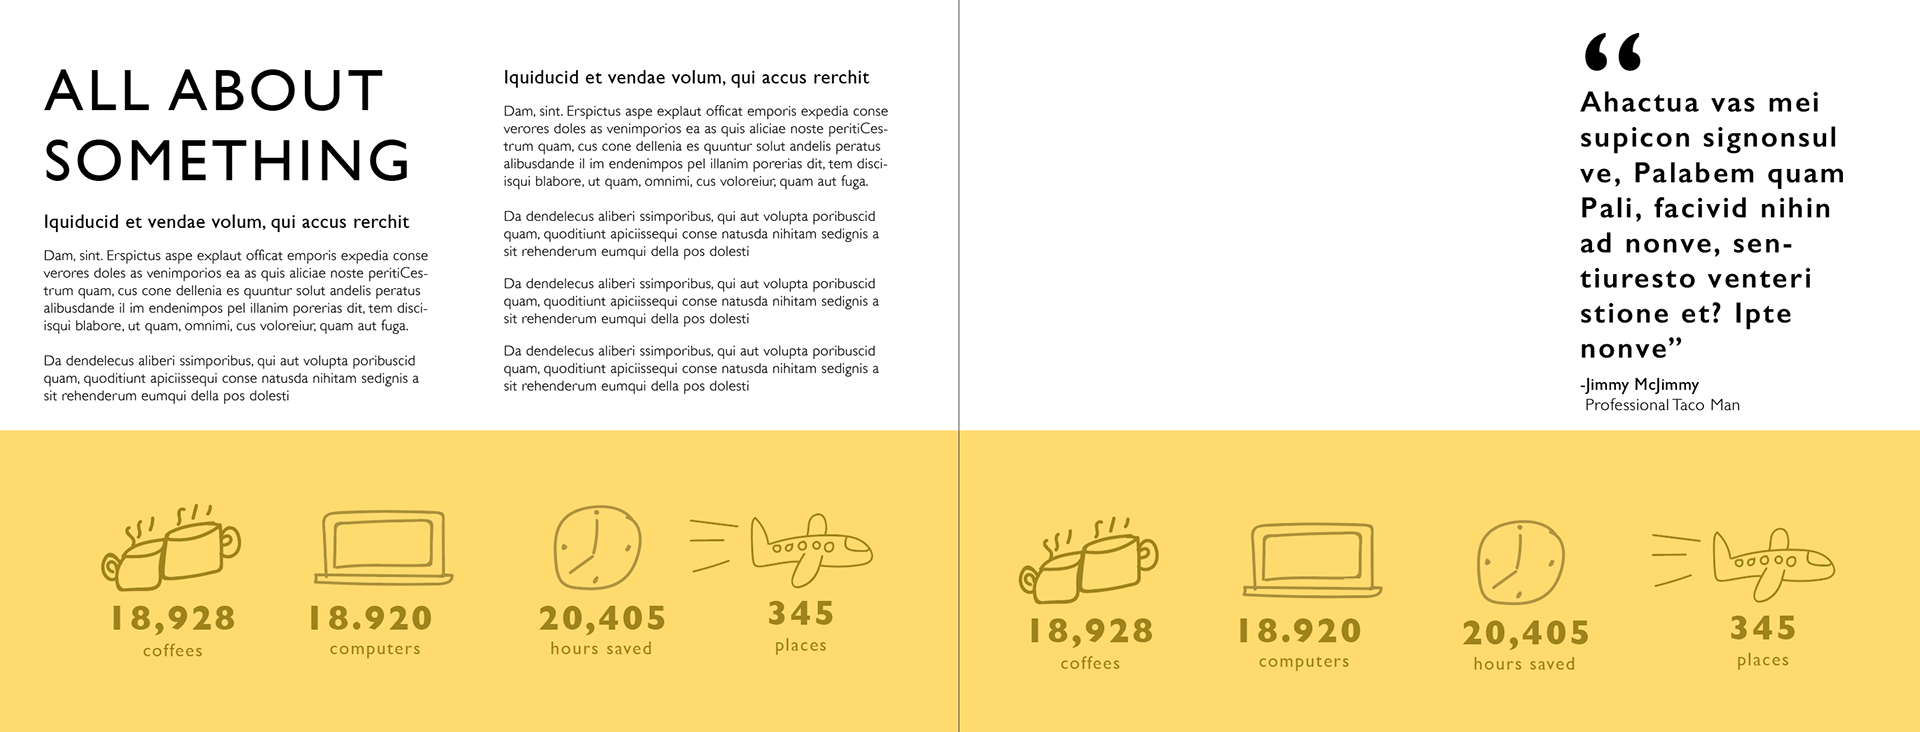 ALL ABOUT
SOMETHING
Iquiducid et vendae volum, qui accus rerchit
Dam, sint. Erspictus aspe explaut officat emporis expedia conse
verores doles as venimporios ea as quis aliciae noste peritiCes-
trum quam, cus cone dellenia es quuntur solut andelis peratus
alibusdande il im endenimpos pel illanim porerias dit, tem disci-
isqui blabore, ut quam, omnimi, cus voloreiur, quam aut fuga.
Da dendelecus aliberi ssimporibus, qui aut volupta poribuscid
quam, quoditiunt apiciissequi conse natusda nihitam sedignis a
sit rehenderum eumqui della pos dolesti
Iquiducid et vendae volum, qui accus rerchit
Dam, sint. Erspictus aspe explaut officat emporis expedia conse
verores doles as venimporios ea as quis aliciae noste peritiCes-
trum quam, cus cone dellenia es quuntur solut andelis peratus
alibusdande il im endenimpos pel illanim porerias dit, tem disci-
isqui blabore, ut quam, omnimi, cus voloreiur, quam aut fuga.
Da dendelecus aliberi ssimporibus, qui aut volupta poribuscid
quam, quoditiunt apiciissequi conse natusda nihitam sedignis a
sit rehenderum eumqui della pos dolesti
Da dendelecus aliberi ssimporibus, qui aut volupta poribuscid
quam, quoditiunt apiciissequi conse natusda nihitam sedignis a
sit rehenderum eumqui della pos dolesti
Da dendelecus aliberi ssimporibus, qui aut volupta poribuscid
quam, quoditiunt apiciissequi conse natusda nihitam sedignis a
sit rehenderum eumqui della pos dolesti
18,928
coffees
18.920
computers
20,405
hours saved
345
places
“
Ahactua vas mei
supicon signonsul
ve, Palabem quam
Pali, facivid nihin
ad nonve, sen-
tiuresto venteri
stione et? Ipte
nonve”
-Jimmy McJimmy
Professional Taco Man
18,928
coffees
18.920
computers
20,405
hours saved
345
places